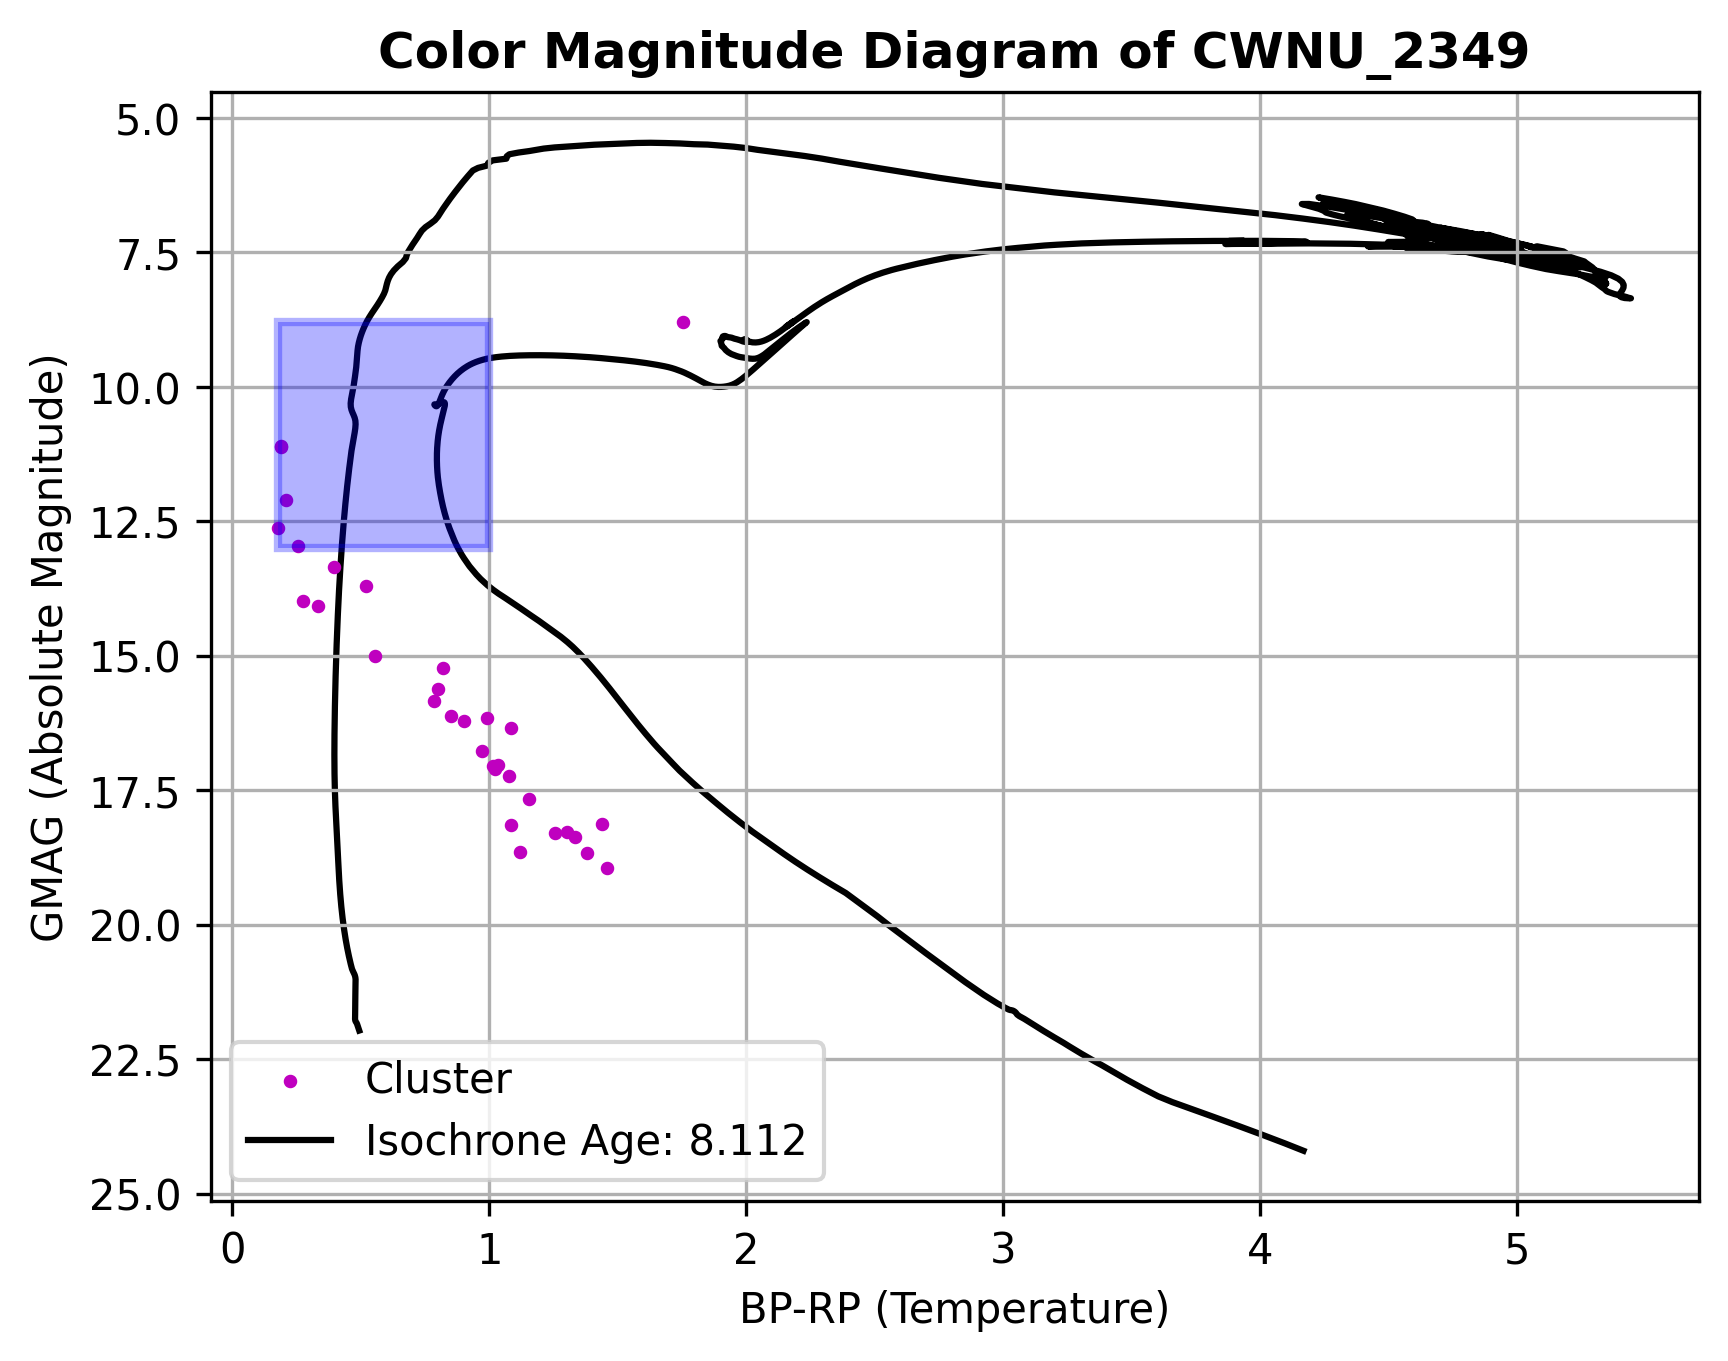 Color Magnitude Diagram of CWNU_2349
5.0
7.5
10.0
12.5
15.0
17.5
20.0
22.5
25.0
GMAG (Absolute Magnitude)
Cluster
Isochrone Age: 8.112
0 1 2 3 4 5
BP-RP (Temperature)